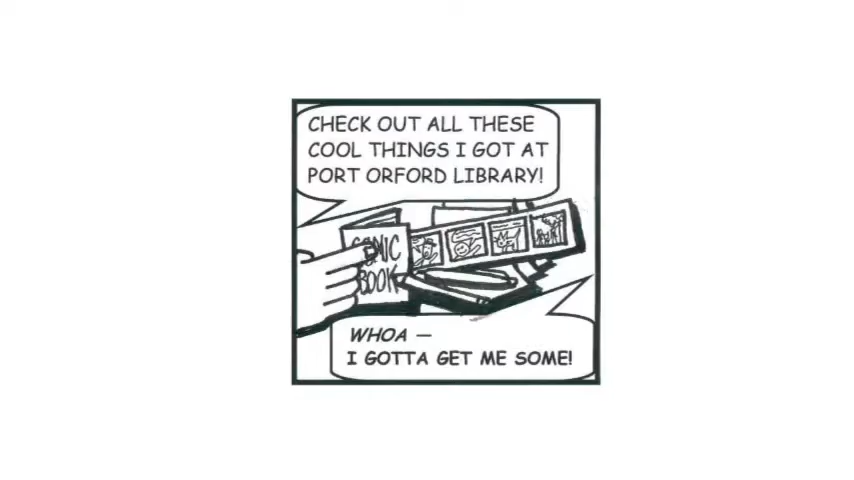 CHECK OUT ALL THESE
COOL THINGS I GOT AT
PORT ORFORD LIBRARY!
COMIC
BOOK
WHOA —
I GOTTA GET ME SOME!